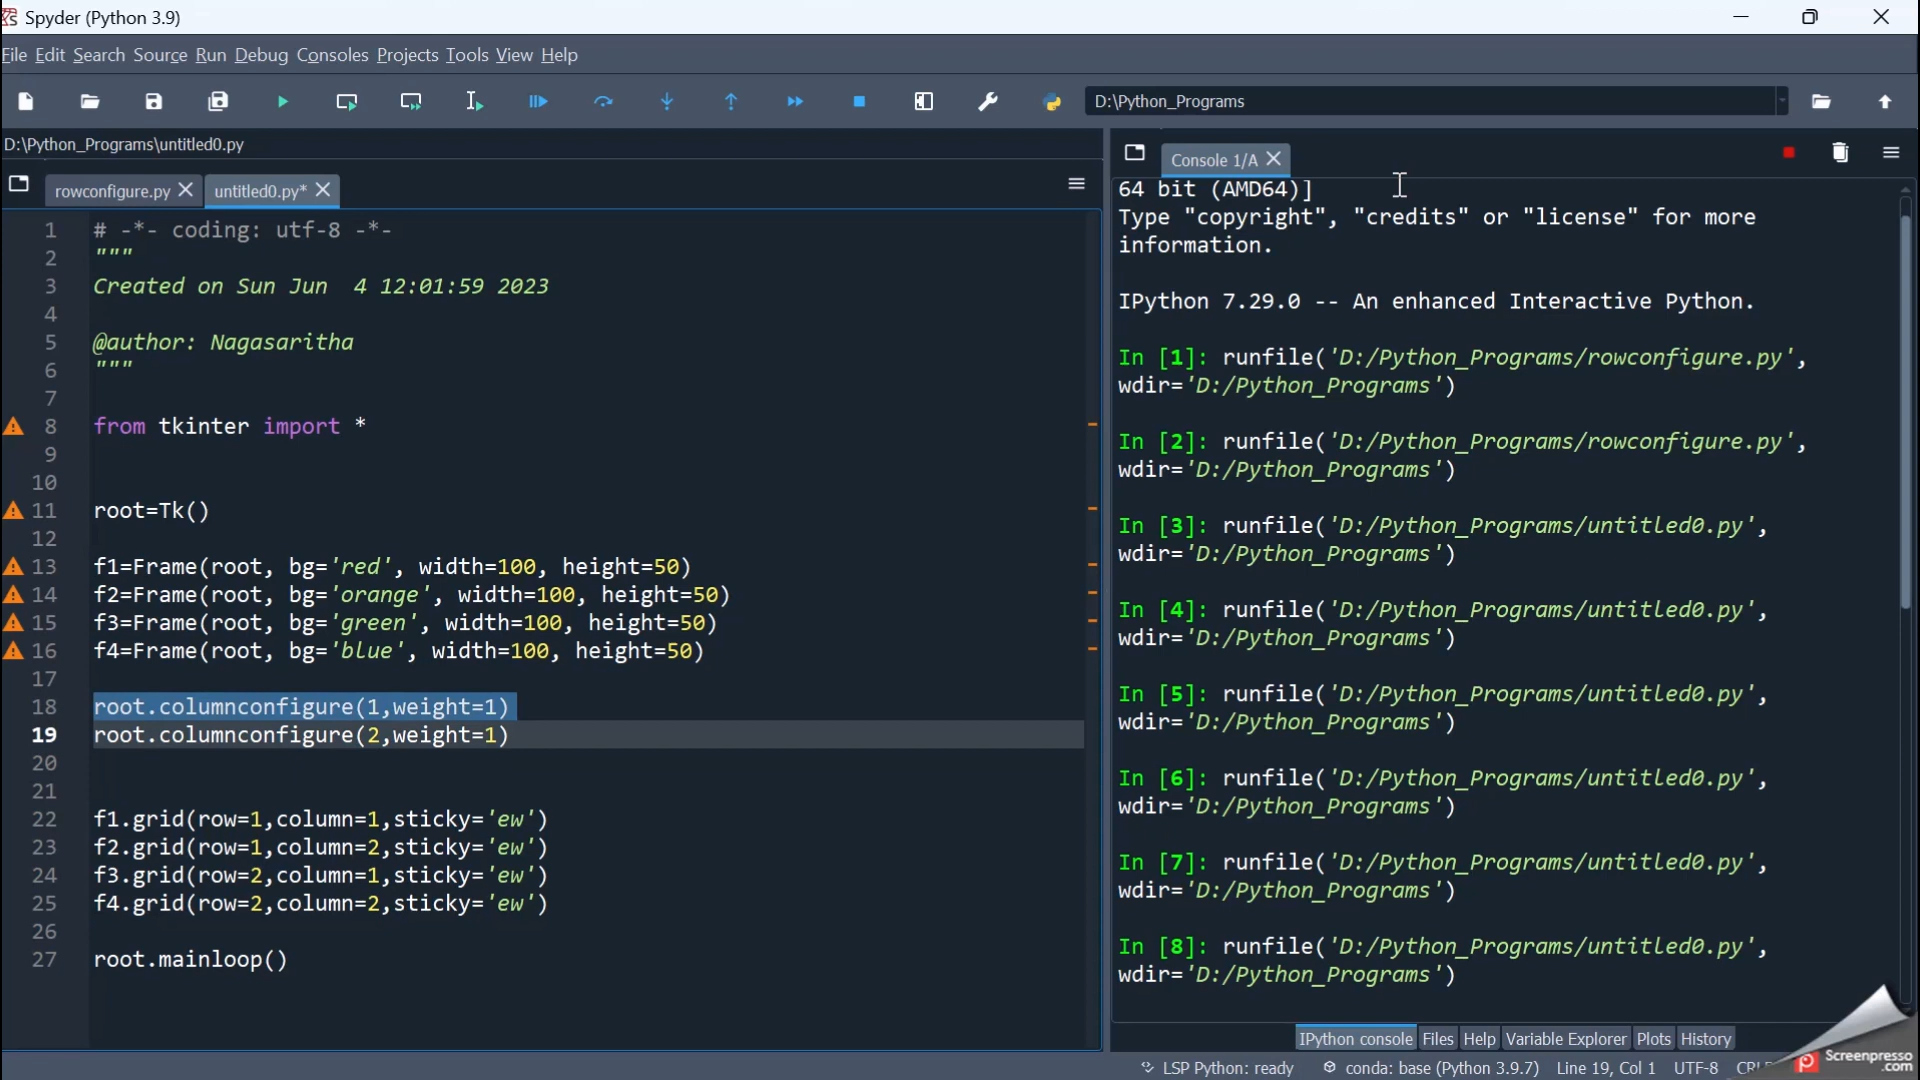 Spyder (Python 3.9)
File Edit Search Source Run Debug Consoles Projects Tools View Help
D:\Python_Programs
D:\Python_Programs\untitled0.py
rowconfigure.py
untitled0.py*
1 # -*- coding: utf-8 -*-
2 """
3 Created on Sun Jun  4 12:01:59 2023
4
5 @author: Nagasaritha
6 """
7
8 from tkinter import *
9
10
11 root=Tk()
12
13 f1=Frame(root, bg='red', width=100, height=50)
14 f2=Frame(root, bg='orange', width=100, height=50)
15 f3=Frame(root, bg='green', width=100, height=50)
16 f4=Frame(root, bg='blue', width=100, height=50)
17
18 root.columnconfigure(1,weight=1)
19 root.columnconfigure(2,weight=1)
20
21
22 f1.grid(row=1,column=1,sticky='ew')
23 f2.grid(row=1,column=2,sticky='ew')
24 f3.grid(row=2,column=1,sticky='ew')
25 f4.grid(row=2,column=2,sticky='ew')
26
27 root.mainloop()
Console 1/A
64 bit (AMD64)]
Type "copyright", "credits" or "license" for more
information.
IPython 7.29.0 -- An enhanced Interactive Python.
In [1]: runfile('D:/Python_Programs/rowconfigure.py',
wdir='D:/Python_Programs')
In [2]: runfile('D:/Python_Programs/rowconfigure.py',
wdir='D:/Python_Programs')
In [3]: runfile('D:/Python_Programs/untitled0.py',
wdir='D:/Python_Programs')
In [4]: runfile('D:/Python_Programs/untitled0.py',
wdir='D:/Python_Programs')
In [5]: runfile('D:/Python_Programs/untitled0.py',
wdir='D:/Python_Programs')
In [6]: runfile('D:/Python_Programs/untitled0.py',
wdir='D:/Python_Programs')
In [7]: runfile('D:/Python_Programs/untitled0.py',
wdir='D:/Python_Programs')
In [8]: runfile('D:/Python_Programs/untitled0.py',
wdir='D:/Python_Programs')
IPython console Files Help Variable Explorer Plots History
LSP Python: ready conda: base (Python 3.9.7) Line 19, Col 1 UTF-8
Screenpresso
.com